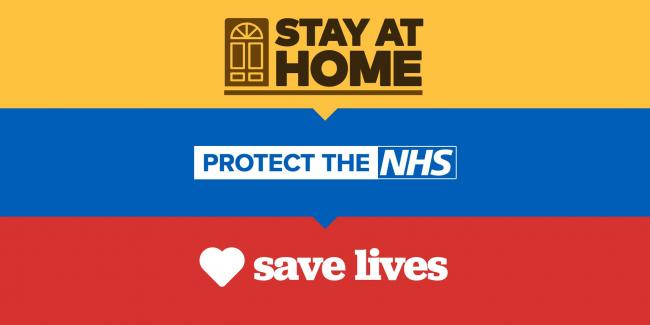 STAY AT
HOME
PROTECT THE NHS
save lives